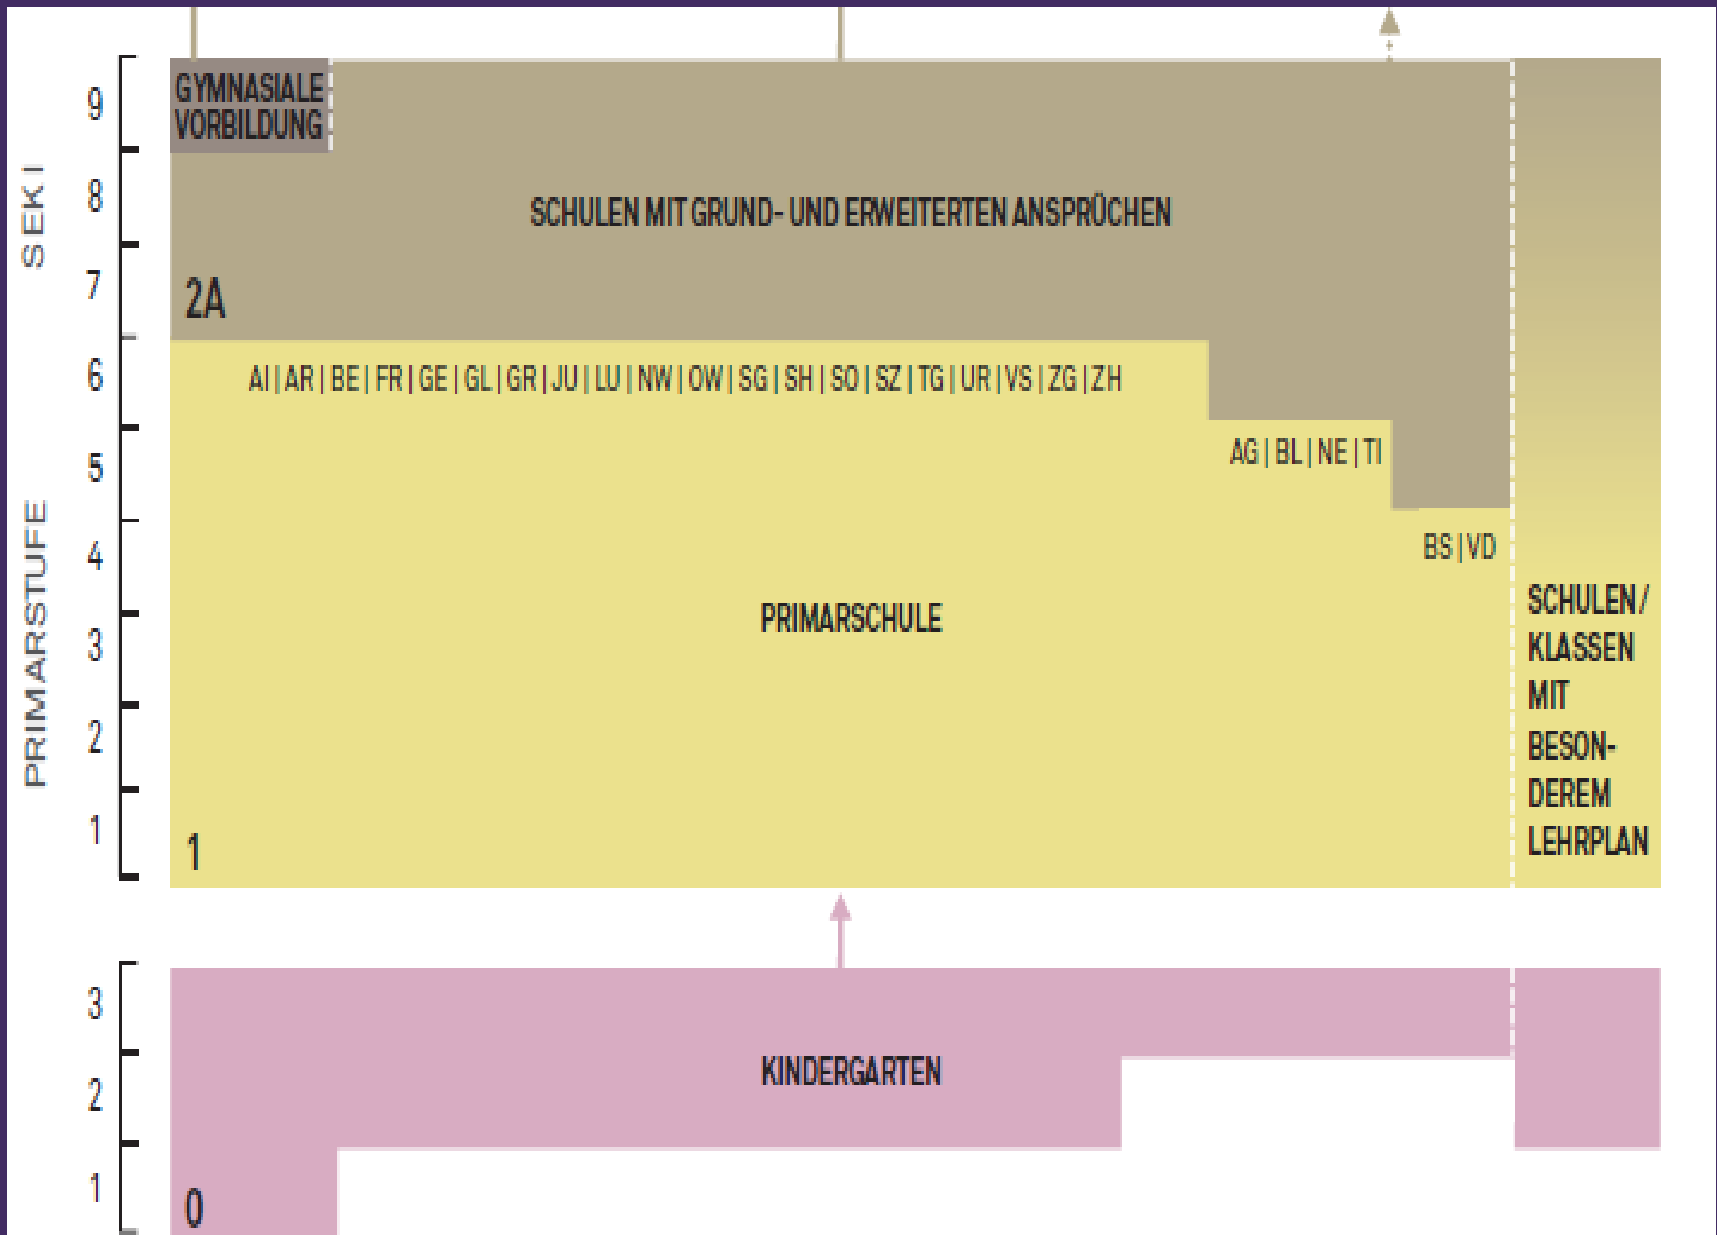 GYMNASIALE
VORBILDUNG
9
8
SEK I
SCHULEN MIT GRUND- UND ERWEITERTEN ANSPRÜCHEN
7
2A
6
AI | AR | BE | FR | GE | GL | GR | JU | LU | NW | OW | SG | SH | SO | SZ | TG | UR | VS | ZG | ZH
AG | BL | NE | TI
5
PRIMARSTUFE
4
BS | VD
PRIMARSCHULE
3
2
1
1
SCHULEN/
KLASSEN
MIT
BESON-
DEREM
LEHRPLAN
3
KINDERGARTEN
2
1
0